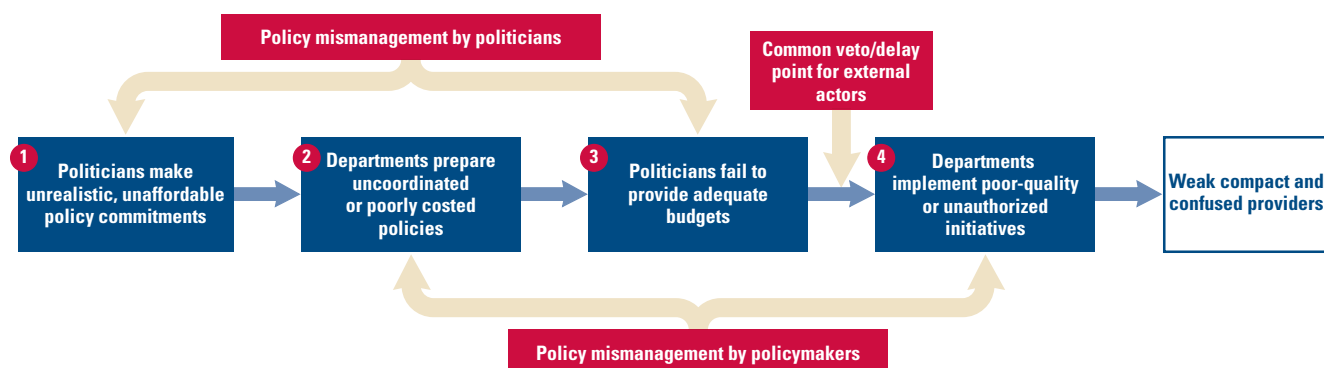 Policy mismanagement by politicians
Common veto/delay
point for external
actors
1
Politicians make
unrealistic, unaffordable
policy commitments
2
Departments prepare
uncoordinated
or poorly costed
policies
3
Politicians fail to
provide adequate
budgets
4
Departments
implement poor-quality
or unauthorized
initiatives
Weak compact and
confused providers
Policy mismanagement by policymakers